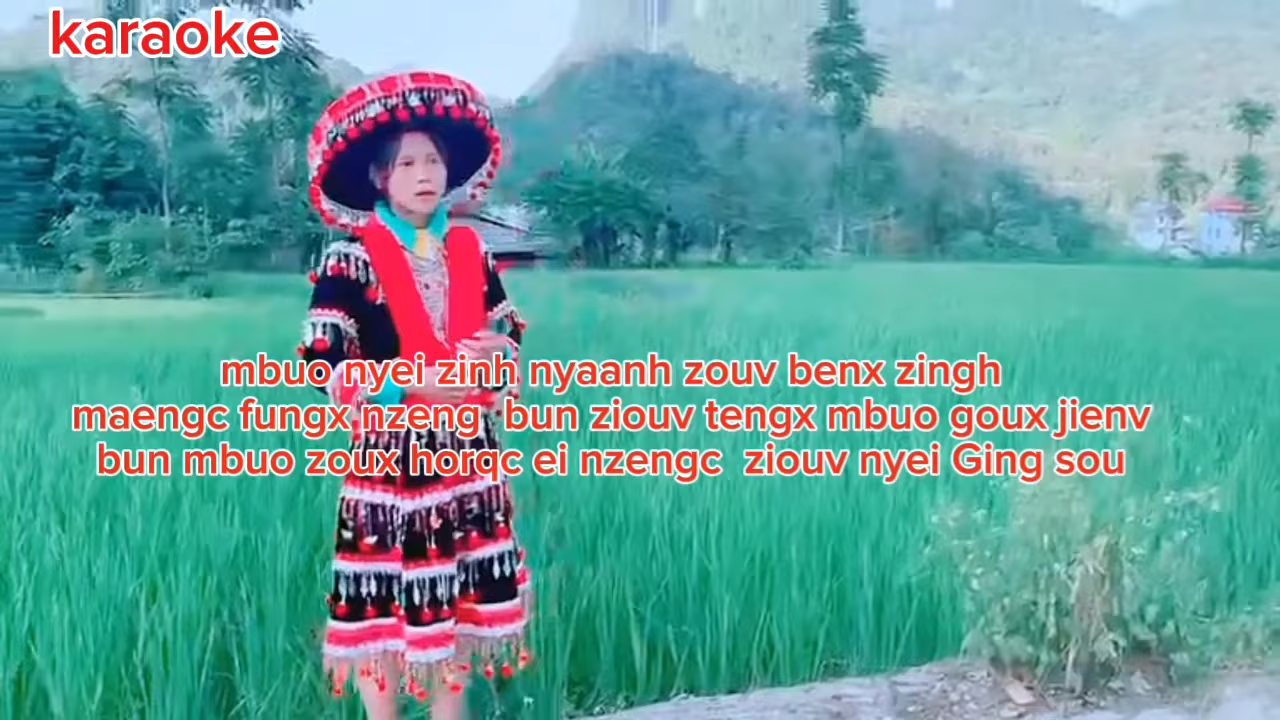 karaoke
mbuo nyei zinh nyaanh zouv benx zingh
maengc fungx nzeng bun ziouv tengx mbuo goux jienv
bun mbuo zoux horqc ei nzengc ziouv nyei Ging sou